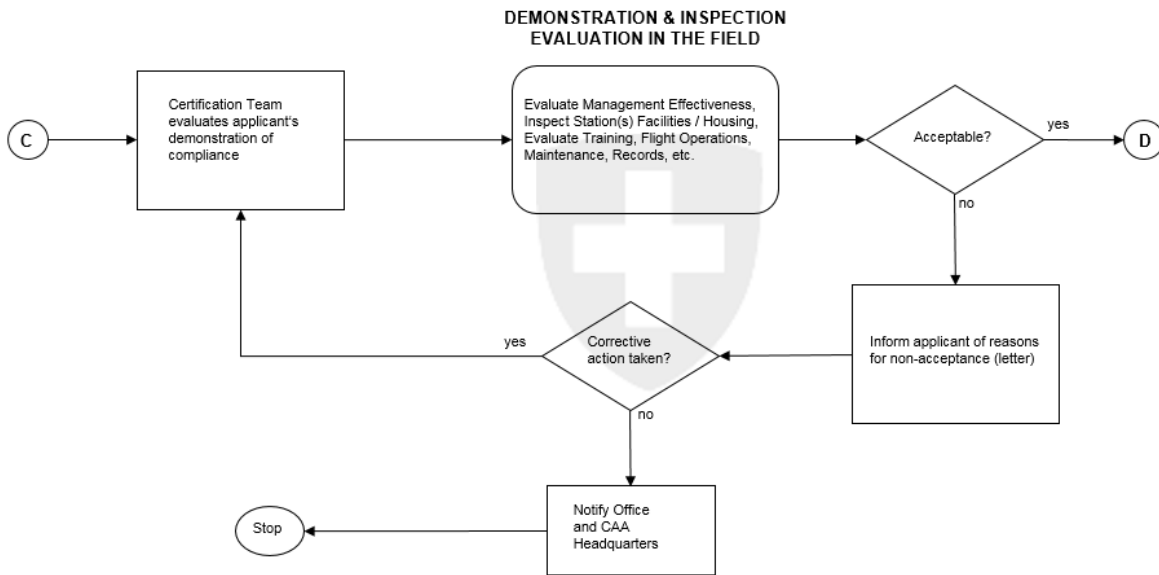 DEMONSTRATION & INSPECTION
EVALUATION IN THE FIELD
C
Certification Team
evaluates applicant's
demonstration of
compliance
Evaluate Management Effectiveness,
Inspect Station(s) Facilities / Housing,
Evaluate Training, Flight Operations,
Maintenance, Records, etc.
Acceptable?
yes
D
no
Inform applicant of reasons
for non-acceptance (letter)
Corrective
action taken?
yes
no
Notify Office
and CAA
Headquarters
Stop